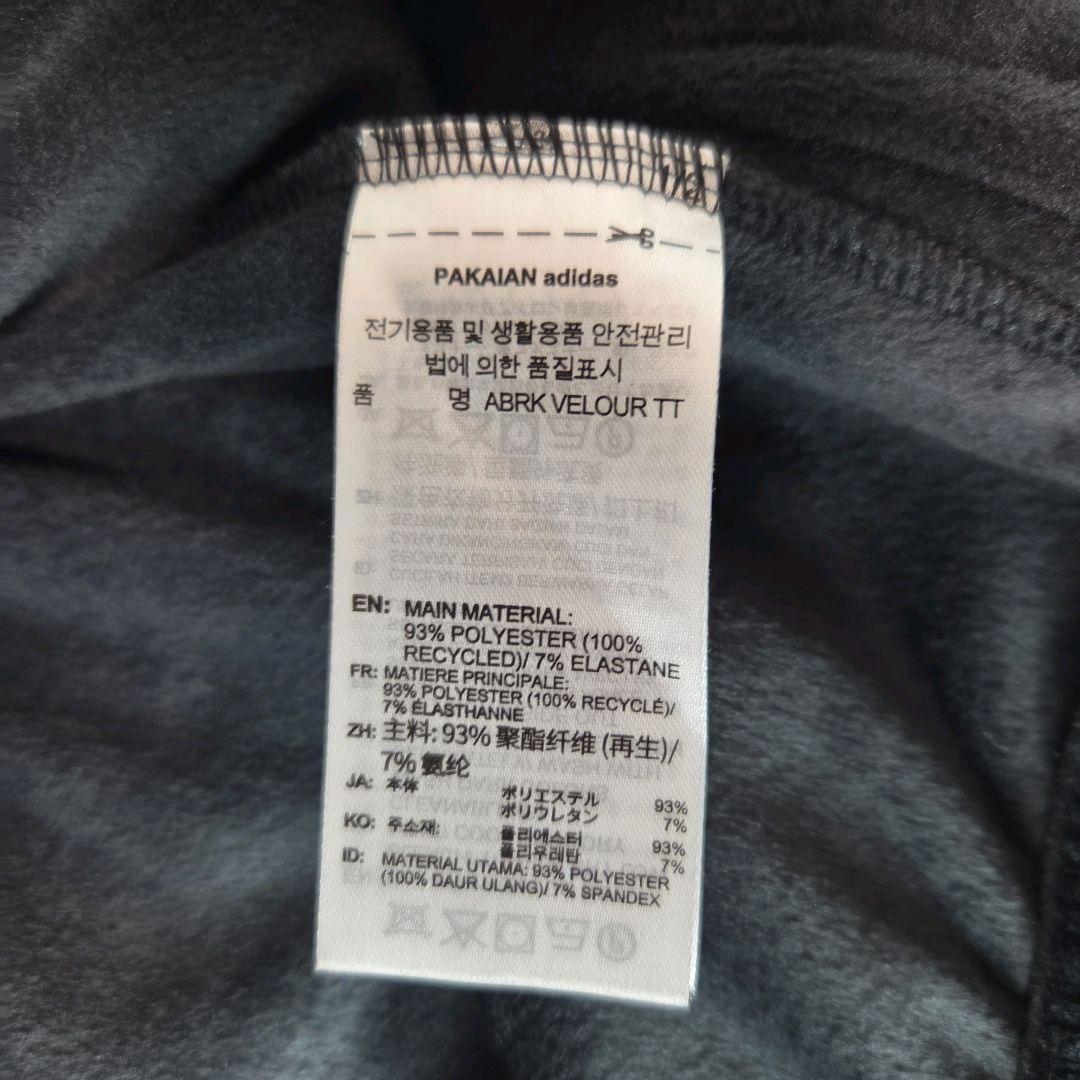 PAKAIAN adidas
전기용품 및 생활용품 안전관리
법에 의한 품질표시
품 명 ABRK VELOUR TT
EN: MAIN MATERIAL:
93% POLYESTER (100%
RECYCLED)/ 7% ELASTANE
FR: MATIERE PRINCIPALE:
93% POLYESTER (100% RECYCLÉ)/
7% ÉLASTHANNE
ZH: 主料: 93% 聚酯纤维 (再生)/
7% 氨纶
JA: 本体 ポリエステル 93%
ポリウレタン 7%
KO: 주소재: 폴리에스터 93%
폴리우레탄 7%
ID: MATERIAL UTAMA: 93% POLYESTER
(100% DAUR ULANG)/ 7% SPANDEX